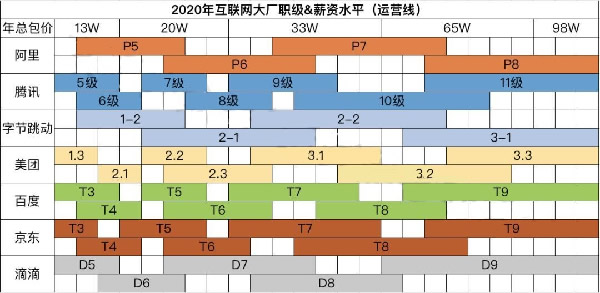 2020年互联网大厂职级&薪资水平（运营线）
年总包价 13W 20W 33W 65W 98W
阿里 P5 P7
P6 P8
腾讯 5级 7级 9级 11级
6级 8级 10级
字节跳动 1-2 2-2
2-1 3-1
美团 1.3 2.2 3.1 3.3
2.1 2.3 3.2
百度 T3 T5 T7 T9
T4 T6 T8
京东 T3 T5 T7 T9
T4 T6 T8
滴滴 D5 D7 D9
D6 D8